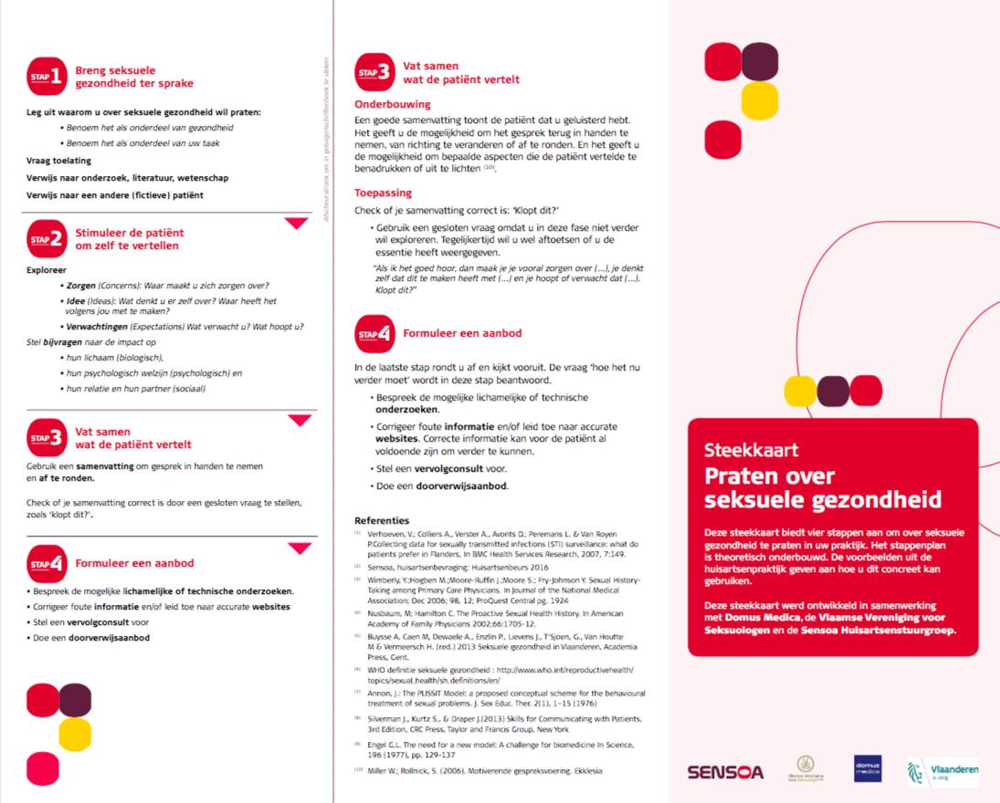 STAP 1
Breng seksuele
gezondheid ter sprake
Leg uit waarom u over seksuele gezondheid wil praten:
• Benoem het als onderdeel van gezondheid
• Benoem het als onderdeel van uw taak
Vraag toelating
Verwijs naar onderzoek, literatuur, wetenschap
Verwijs naar een andere (fictieve) patiënt
STAP 2
Stimuleer de patiënt
om zelf te vertellen
Exploreer
• Zorgen (Concerns): Waar maakt u zich zorgen over?
• Idee (Ideas): Wat denkt u er zelf over? Waar heeft het
volgens jou met te maken?
• Verwachtingen (Expectations) Wat verwacht u? Wat hoopt u?
Stel bijvragen naar de impact op
• hun lichaam (biologisch),
• hun psychologisch welzijn (psychologisch) en
• hun relatie en hun partner (sociaal)
STAP 3
Vat samen
wat de patiënt vertelt
Gebruik een samenvatting om gesprek in handen te nemen
en af te ronden.
Check of je samenvatting correct is door een gesloten vraag te stellen,
zoals ‘klopt dit?’.
STAP 4
Formuleer een aanbod
• Bespreek de mogelijke lichamelijke of technische onderzoeken.
• Corrigeer foute informatie en/of leid toe naar accurate websites
• Stel een vervolgconsult voor
• Doe een doorverwijsaanbod
Afscheurstrook om in getuigenschriftenboek te steken
STAP 3
Vat samen
wat de patiënt vertelt
Onderbouwing
Een goede samenvatting toont de patiënt dat u geluisterd hebt.
Het geeft u de mogelijkheid om het gesprek terug in handen te
nemen, van richting te veranderen of af te ronden. En het geeft u
de mogelijkheid om bepaalde aspecten die de patiënt vertelde te
benadrukken of uit te lichten (10).
Toepassing
Check of je samenvatting correct is: ‘Klopt dit?’
• Gebruik een gesloten vraag omdat u in deze fase niet verder
wil exploreren. Tegelijkertijd wil u wel aftoetsen of u de
essentie heeft weergegeven.
"Als ik het goed hoor, dan maak je je vooral zorgen over (...), je denkt
zelf dat dit te maken heeft met (...) en je hoopt of verwacht dat (...).
Klopt dit?"
STAP 4
Formuleer een aanbod
In de laatste stap rondt u af en kijkt vooruit. De vraag ‘hoe het nu
verder moet’ wordt in deze stap beantwoord.
• Bespreek de mogelijke lichamelijke of technische
onderzoeken.
• Corrigeer foute informatie en/of leid toe naar accurate
websites. Correcte informatie kan voor de patiënt al
voldoende zijn om verder te kunnen.
• Stel een vervolgconsult voor.
• Doe een doorverwijsaanbod.
Referenties
(1) Verhoeven, V.; Colliers A., Verster A., Avonts D.; Peremans L. & Van Royen
P.Collecting data for sexually transmitted infections (STI) surveillance: what do
patients prefer in Flanders. In BMC Health Services Research, 2007, 7:149.
(2) Sensoa, huisartsenbevraging: Huisartsenbeurs 2016
(3) Wimberly, Y.;Hogben M.;Moore-Ruffin J.;Moore S.; Fry-Johnson Y. Sexual History-
Taking among Primary Care Physicians. In Journal of the National Medical
Association; Dec 2006; 98, 12; ProQuest Central pg. 1924
(4) Nusbaum, M; Hamilton C. The Proactive Sexual Health History. In American
Academy of Family Physicians 2002;66:1705-12.
(5) Buysse A, Caen M, Dewaele A., Enzlin P., Lievens J., T'Sjoen, G., Van Houtte
M & Vermeersch H. (red.) 2013 Seksuele gezondheid in Vlaanderen, Academia
Press, Gent.
(6) WHO definitie seksuele gezondheid : http://www.who.int/reproductivehealth/
topics/sexual_health/sh_definitions/en/
(7) Annon, J.: The PLISSIT Model: a proposed conceptual scheme for the behavioural
treatment of sexual problems. J. Sex Educ. Ther. 2(1), 1–15 (1976)
(8) Silverman J., Kurtz S., & Draper J.(2013) Skills for Communicating with Patients,
3rd Edition, CRC Press, Taylor and Francis Group, New York
(9) Engel G.L. The need for a new model: A challenge for biomedicine In Science,
196 (1977), pp. 129-137
(10) Miller W.; Rollnick, S. (2006). Motiverende gespreksvoering. Ekklesia
Steekkaart
Praten over
seksuele gezondheid
Deze steekkaart biedt vier stappen aan om over seksuele
gezondheid te praten in uw praktijk. Het stappenplan
is theoretisch onderbouwd. De voorbeelden uit de
huisartsenpraktijk geven aan hoe u dit concreet kan
gebruiken.
Deze steekkaart werd ontwikkeld in samenwerking
met Domus Medica, de Vlaamse Vereniging voor
Seksuologen en de Sensoa Huisartsenstuurgroep.
SENSOA
Vlaamse Vereniging
domus
medica
Vlaanderen
is zorg